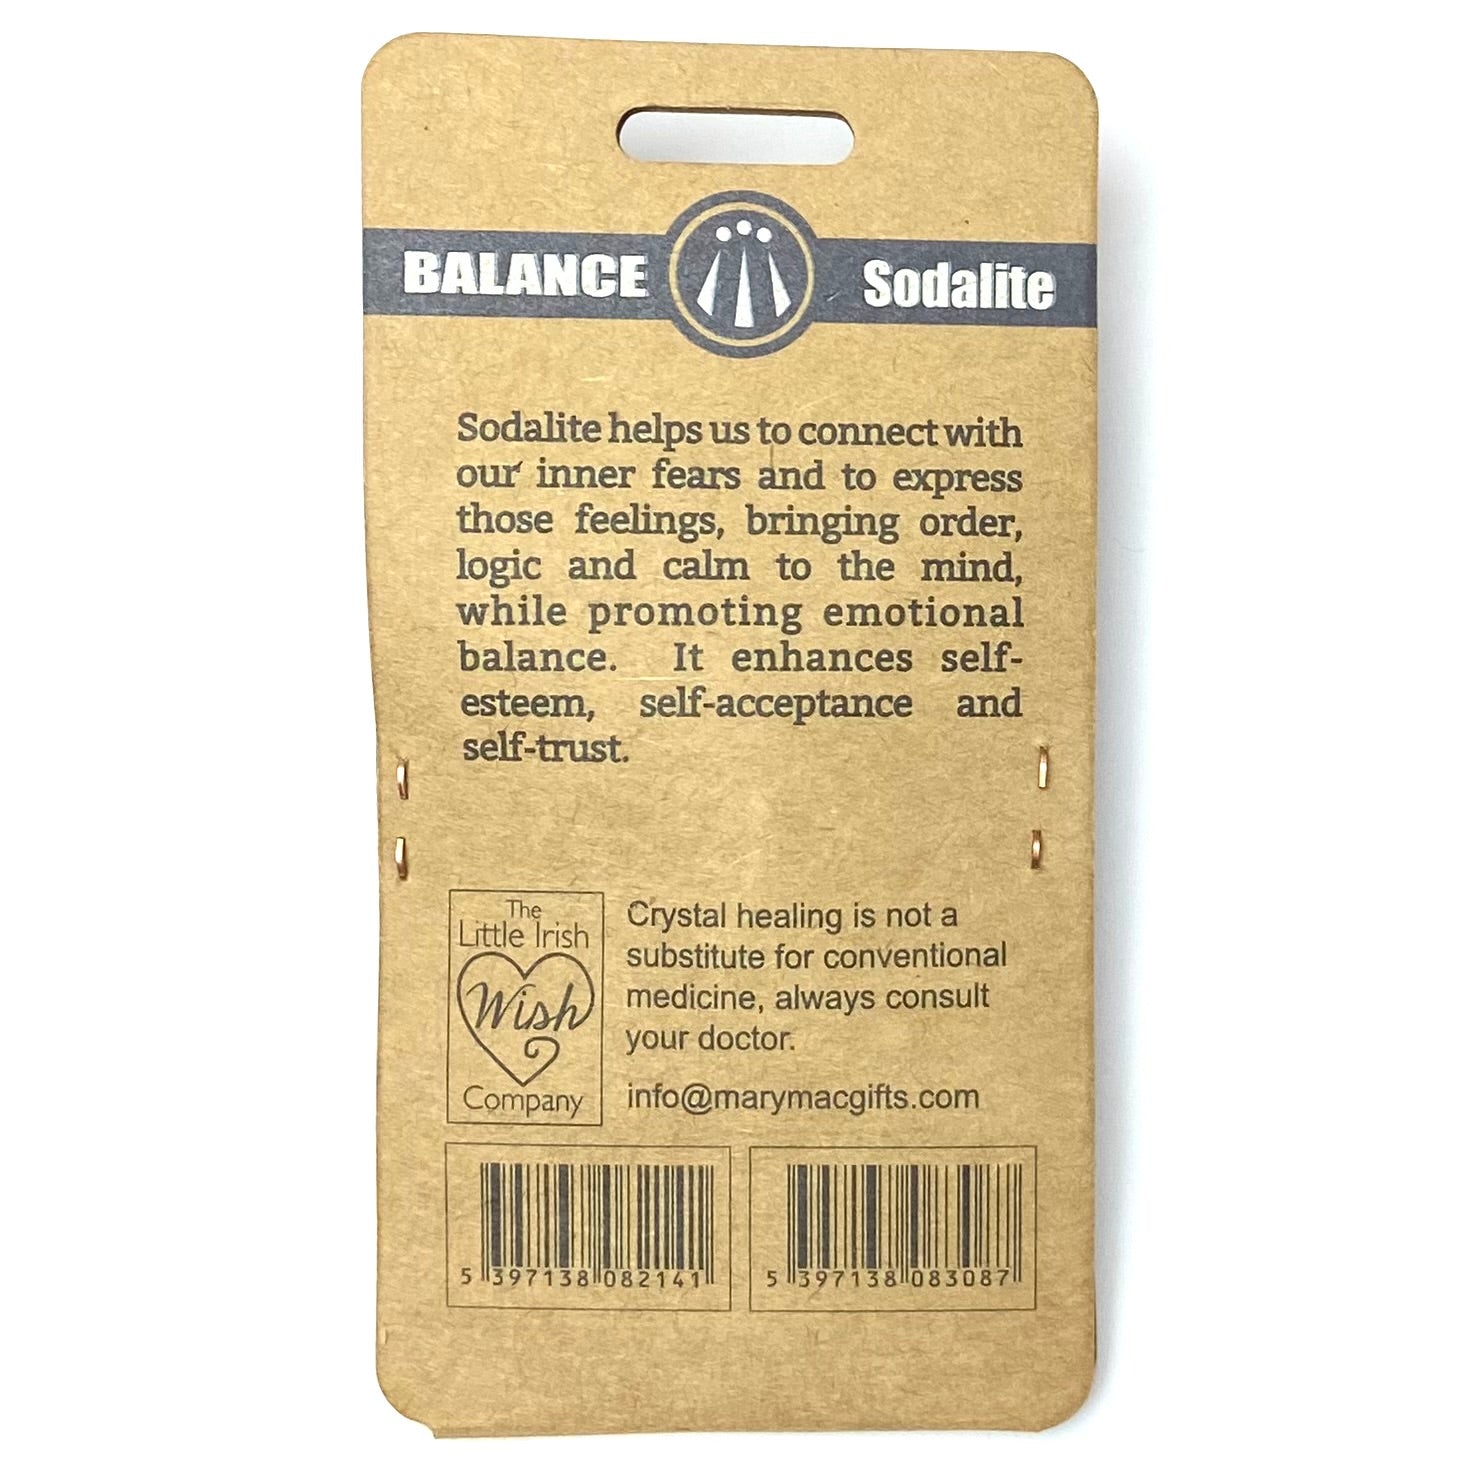 BALANCE Sodalite
Sodalite helps us to connect with
our inner fears and to express
those feelings, bringing order,
logic and calm to the mind,
while promoting emotional
balance. It enhances self-
esteem, self-acceptance and
self-trust.
The
Little Irish
Wish
Company
Crystal healing is not a
substitute for conventional
medicine, always consult
your doctor.
info@marymacgifts.com
5 397138 082141
5 397138 083087